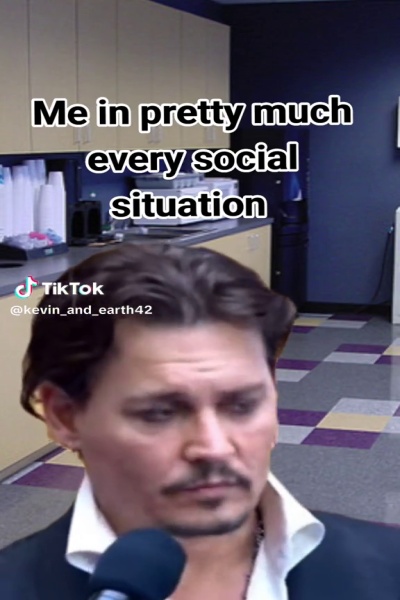 Me in pretty much
every social
situation
TikTok
@kevin_and_earth42